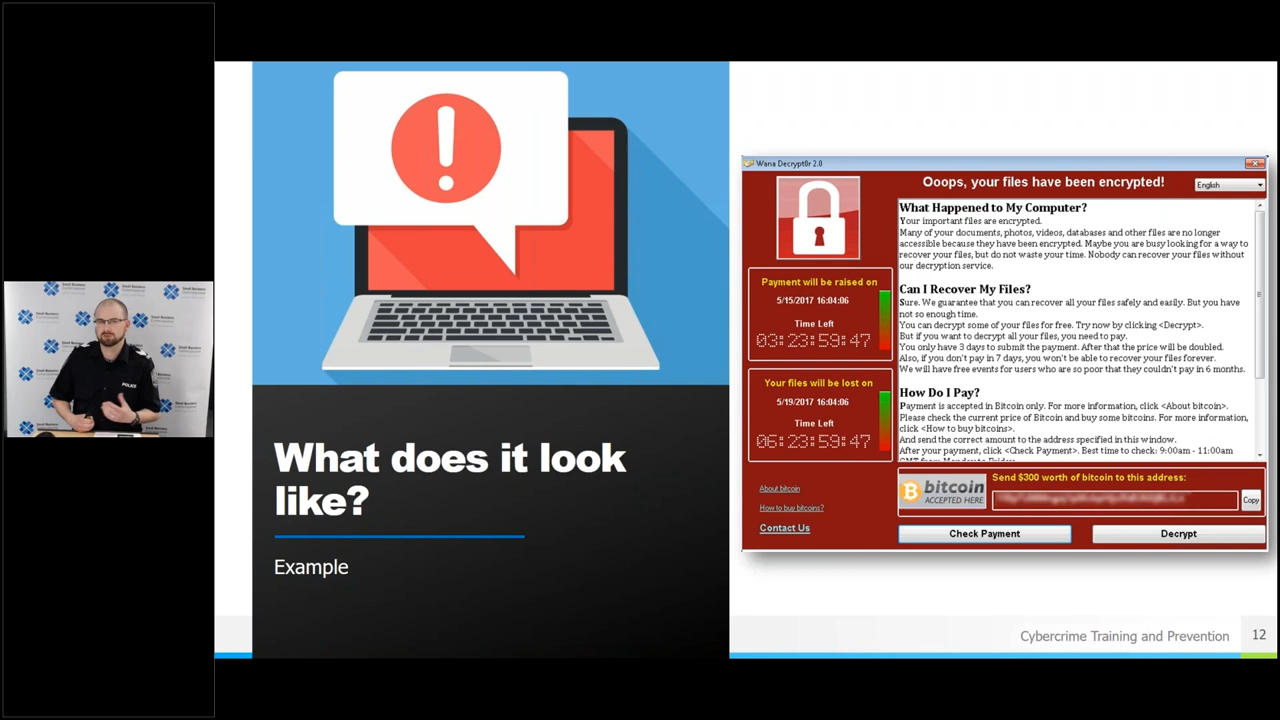 Small Business
Commissioner
POLICE
What does it look
like?
Example
Wana Decrypt0r 2.0
Ooops, your files have been encrypted!
English
Payment will be raised on
5/15/2017 16:04:06
Time Left
03:23:59:47
Your files will be lost on
5/19/2017 16:04:06
Time Left
06:23:59:47
About bitcoin
How to buy bitcoins?
Contact Us
What Happened to My Computer?
Your important files are encrypted.
Many of your documents, photos, videos, databases and other files are no longer
accessible because they have been encrypted. Maybe you are busy looking for a way to
recover your files, but do not waste your time. Nobody can recover your files without
our decryption service.
Can I Recover My Files?
Sure. We guarantee that you can recover all your files safely and easily. But you have
not so enough time.
You can decrypt some of your files for free. Try now by clicking <Decrypt>.
But if you want to decrypt all your files, you need to pay.
You only have 3 days to submit the payment. After that the price will be doubled.
Also, if you don't pay in 7 days, you won't be able to recover your files forever.
We will have free events for users who are so poor that they couldn't pay in 6 months.
How Do I Pay?
Payment is accepted in Bitcoin only. For more information, click <About bitcoin>.
Please check the current price of Bitcoin and buy some bitcoins. For more information,
click <How to buy bitcoins>.
And send the correct amount to the address specified in this window.
After your payment, click <Check Payment>. Best time to check: 9:00am - 11:00am
GMT from Monday to Friday.
bitcoin
ACCEPTED HERE
Send $300 worth of bitcoin to this address:
Copy
Check Payment
Decrypt
Cybercrime Training and Prevention
12